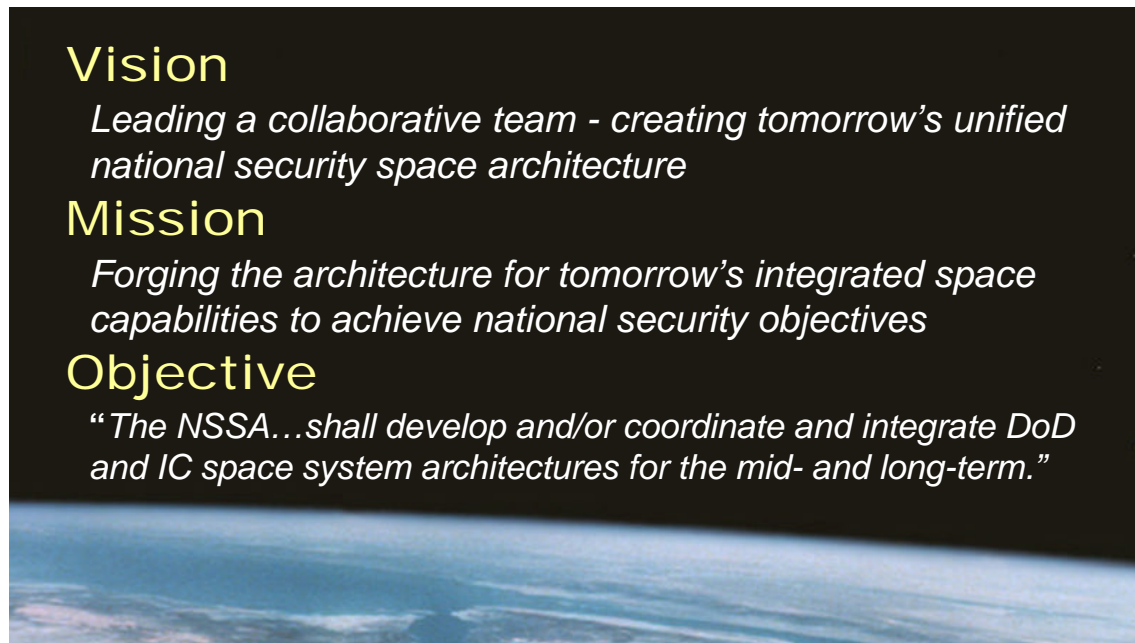 Vision
Leading a collaborative team - creating tomorrow’s unified
national security space architecture
Mission
Forging the architecture for tomorrow’s integrated space
capabilities to achieve national security objectives
Objective
“The NSSA…shall develop and/or coordinate and integrate DoD
and IC space system architectures for the mid- and long-term.”